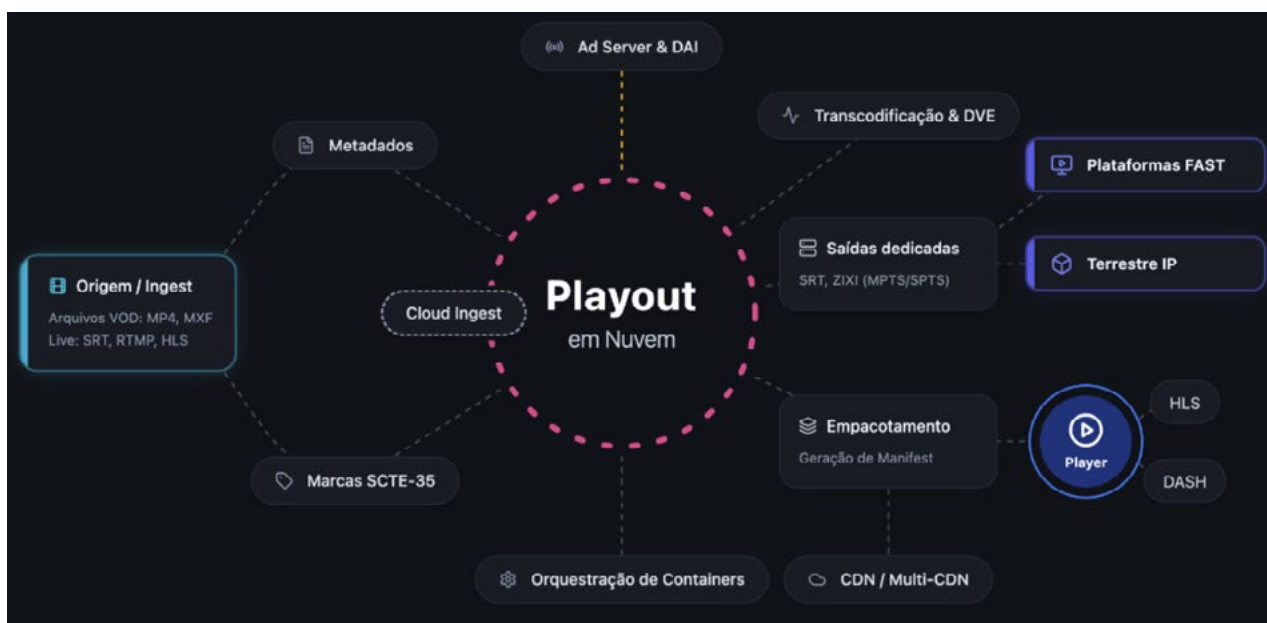 Ad Server & DAI
Transcodificação & DVE
Metadados
Plataformas FAST
Saídas dedicadas
SRT, ZIXI (MPTS/SPTS)
Terrestre IP
Origem / Ingest
Arquivos VOD: MP4, MXF
Live: SRT, RTMP, HLS
Cloud Ingest
Playout
em Nuvem
Empacotamento
Geração de Manifest
Player
HLS
DASH
Marcas SCTE-35
Orquestração de Containers
CDN / Multi-CDN